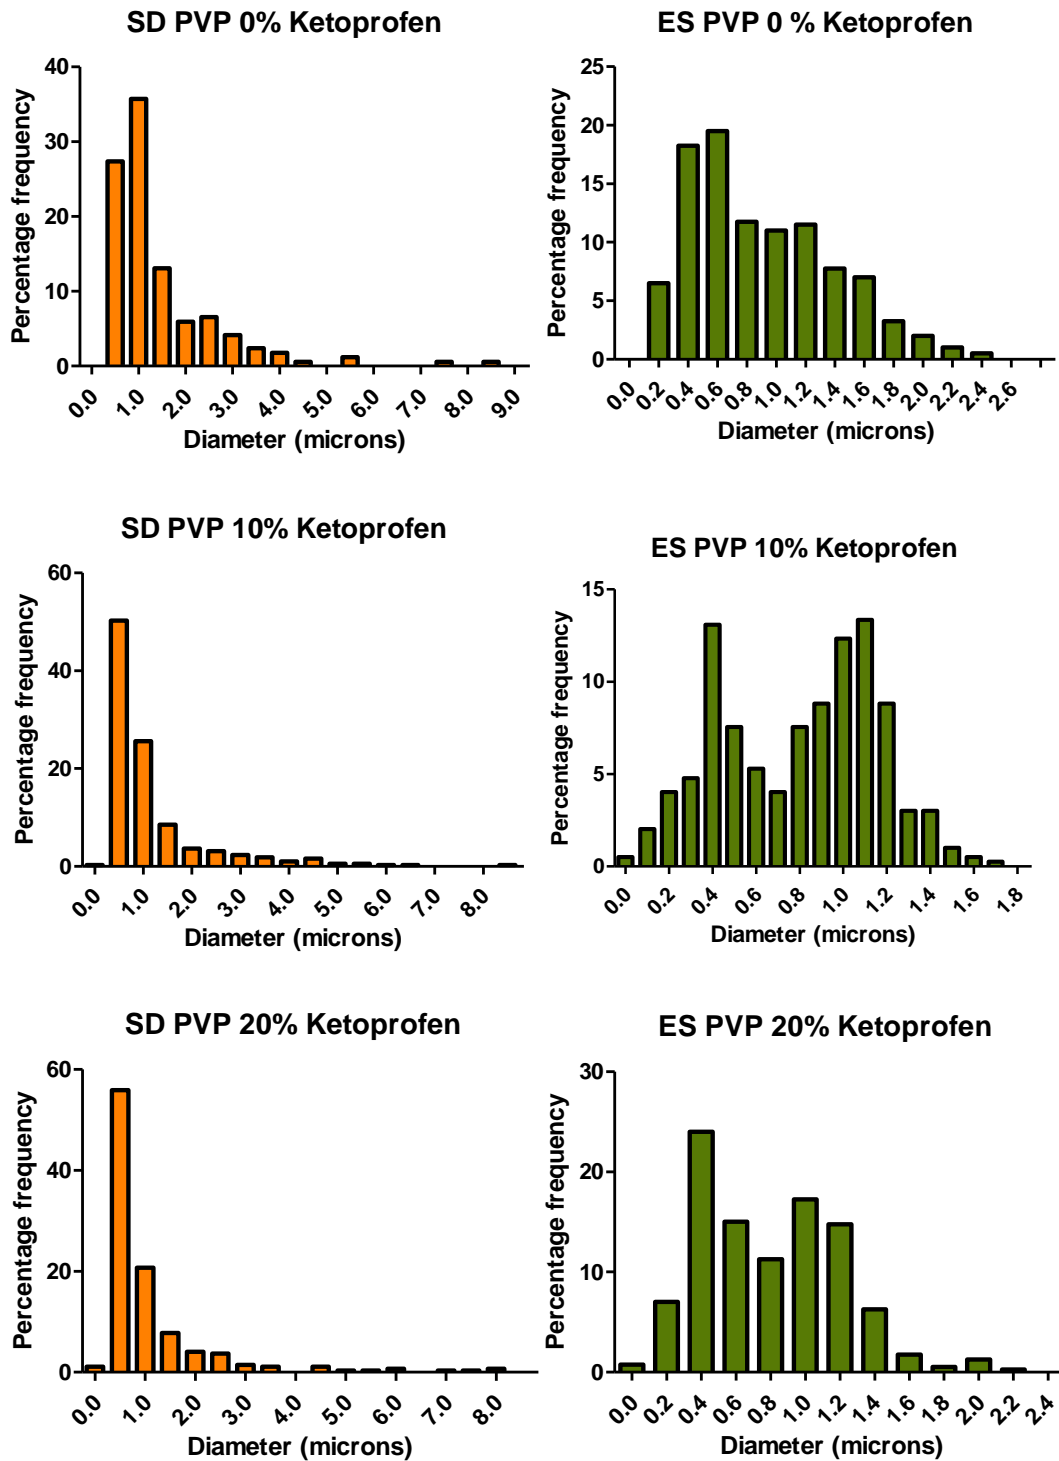 SD PVP 0% Ketoprofen
Percentage frequency
40
30
20
10
0
0.0 1.0 2.0 3.0 4.0 5.0 6.0 7.0 8.0 9.0
Diameter (microns)
ES PVP 0 % Ketoprofen
Percentage frequency
25
20
15
10
5
0
0.0 0.2 0.4 0.6 0.8 1.0 1.2 1.4 1.6 1.8 2.0 2.2 2.4 2.6
Diameter (microns)
SD PVP 10% Ketoprofen
Percentage frequency
60
40
20
0
0.0 1.0 2.0 3.0 4.0 5.0 6.0 7.0 8.0
Diameter (microns)
ES PVP 10% Ketoprofen
Percentage frequency
15
10
5
0
0.0 0.2 0.4 0.6 0.8 1.0 1.2 1.4 1.6 1.8
Diameter (microns)
SD PVP 20% Ketoprofen
Percentage frequency
60
40
20
0
0.0 1.0 2.0 3.0 4.0 5.0 6.0 7.0 8.0
Diameter (microns)
ES PVP 20% Ketoprofen
Percentage frequency
30
20
10
0
0.0 0.2 0.4 0.6 0.8 1.0 1.2 1.4 1.6 1.8 2.0 2.2 2.4
Diameter (microns)